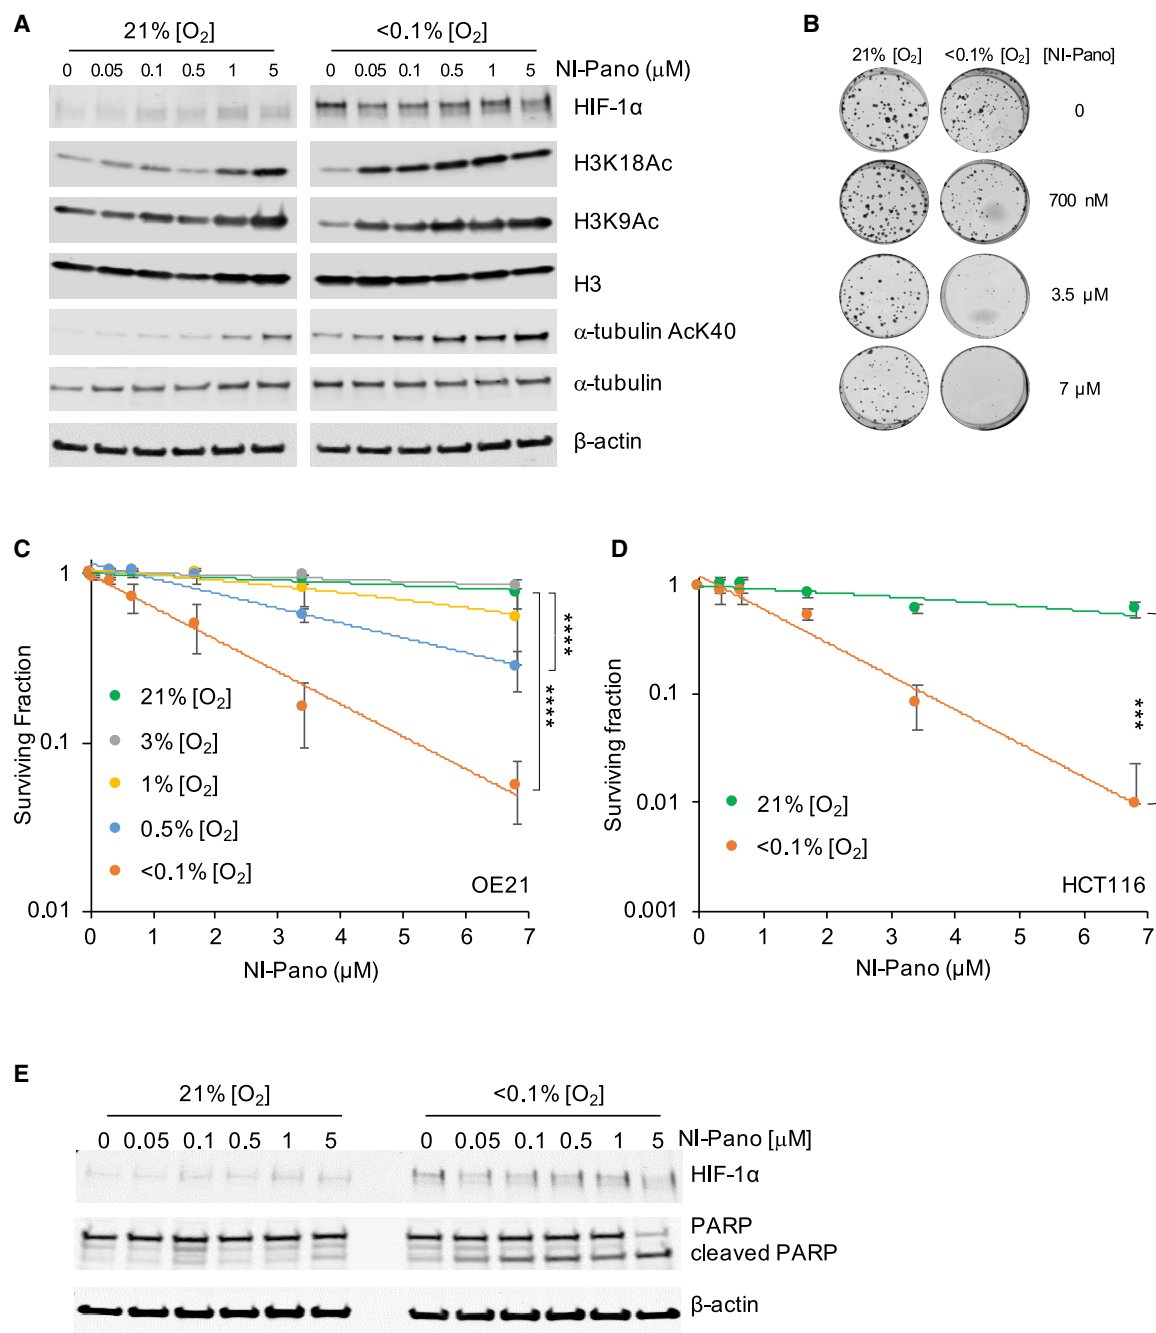 A
21% [O₂]
<0.1% [O₂]
0 0.05 0.1 0.5 1 5
0 0.05 0.1 0.5 1 5
NI-Pano (μM)
HIF-1α
H3K18Ac
H3K9Ac
H3
α-tubulin AcK40
α-tubulin
β-actin
B
21% [O₂] <0.1% [O₂] [NI-Pano]
0
700 nM
3.5 μM
7 μM
C
Surviving Fraction
1
0.1
0.01
21% [O₂]
3% [O₂]
1% [O₂]
0.5% [O₂]
<0.1% [O₂]
****
****
OE21
0 1 2 3 4 5 6 7
NI-Pano (μM)
D
Surviving fraction
1
0.1
0.01
0.001
21% [O₂]
<0.1% [O₂]
***
HCT116
0 1 2 3 4 5 6 7
NI-Pano (μM)
E
21% [O₂]
<0.1% [O₂]
0 0.05 0.1 0.5 1 5
0 0.05 0.1 0.5 1 5
NI-Pano [μM]
HIF-1α
PARP
cleaved PARP
β-actin